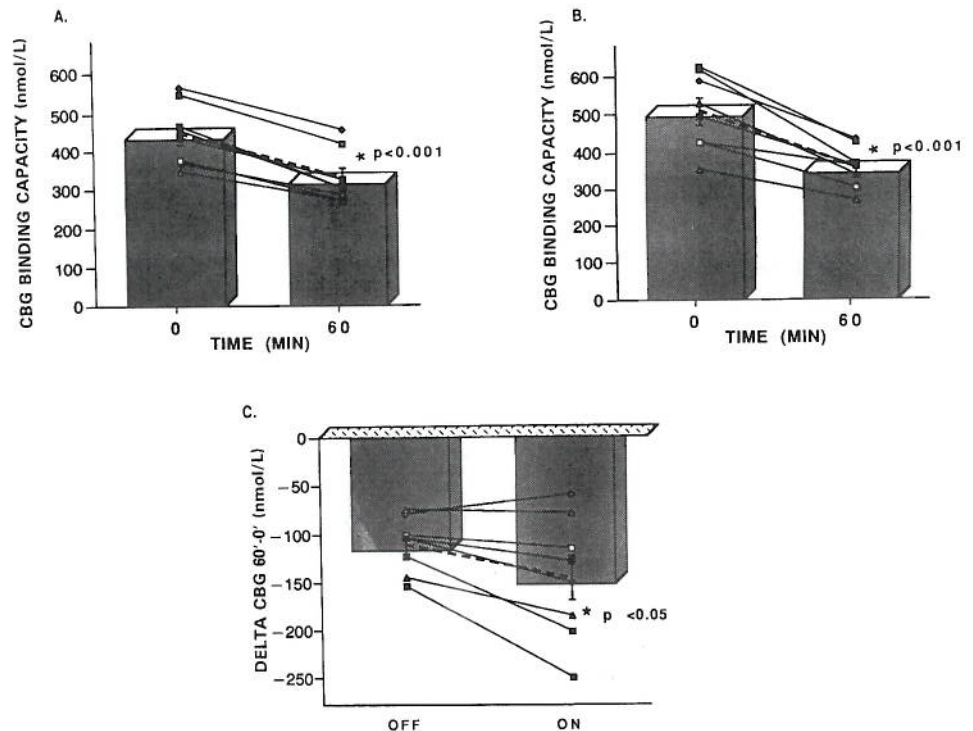 A.
CBG BINDING CAPACITY (nmol/L)
600
500
400
300
200
100
0
* p<0.001
0
60
TIME (MIN)
B.
CBG BINDING CAPACITY (nmol/L)
600
500
400
300
200
100
0
* p<0.001
0
60
TIME (MIN)
C.
DELTA CBG 60'-0' (nmol/L)
0
−50
−100
−150
−200
−250
* p <0.05
OFF
ON